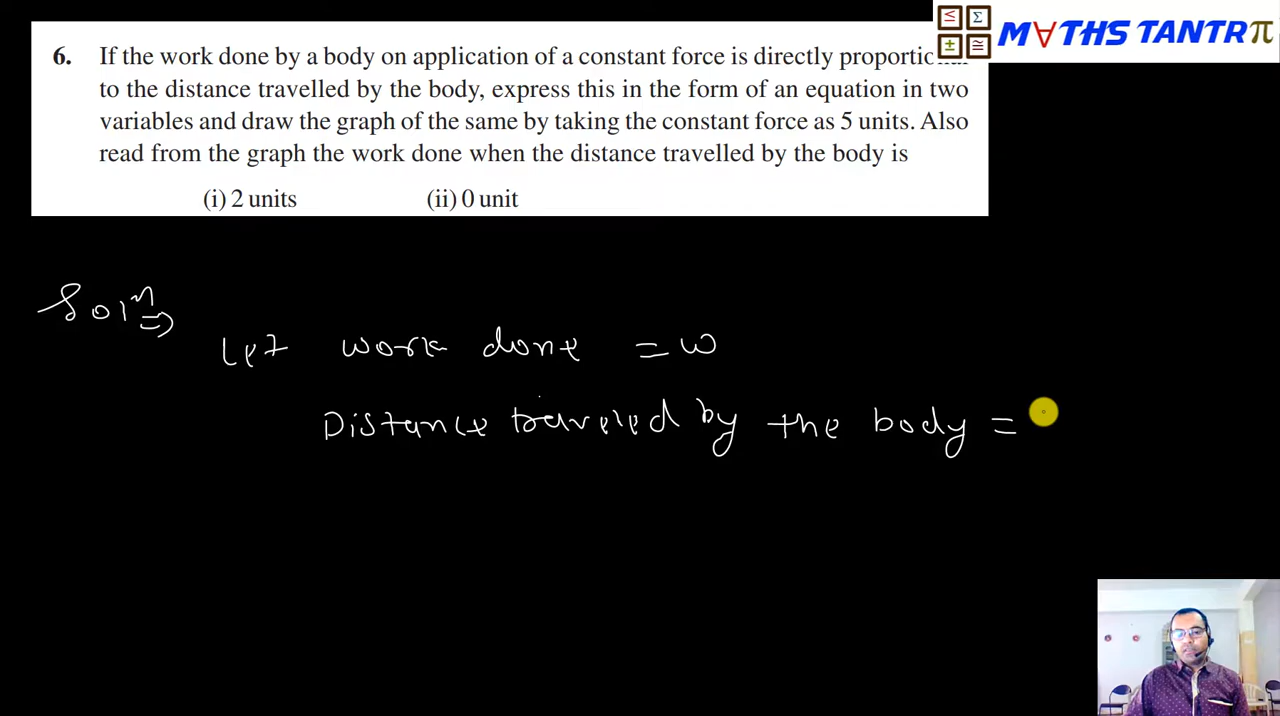 ≤ Σ ± ≅ M∀THS TANTRπ
6. If the work done by a body on application of a constant force is directly proportional
to the distance travelled by the body, express this in the form of an equation in two
variables and draw the graph of the same by taking the constant force as 5 units. Also
read from the graph the work done when the distance travelled by the body is
(i) 2 units (ii) 0 unit
Solⁿ ⇒
Let work done = w
Distance traveled by the body =